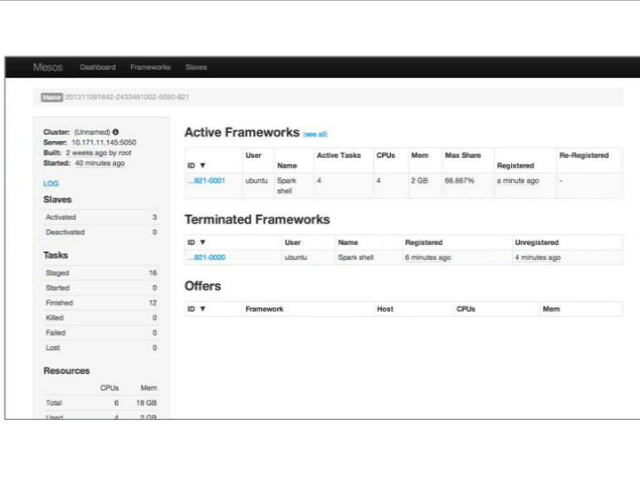 Mesos Dashboard Frameworks Slaves
Master 201311091642-2433461002-5050-821
Cluster: (Unnamed)
Server: 10.171.11.145:5050
Built: 2 weeks ago by root
Started: 40 minutes ago
LOG
Slaves
Activated 3
Deactivated 0
Tasks
Staged 16
Started 0
Finished 12
Killed 0
Failed 0
Lost 0
Resources
CPUs Mem
Total 6 19 GB
Used 4 2 GB
Active Frameworks (see all)
ID ▼ User Name Active Tasks CPUs Mem Max Share Registered Re-Registered
...821-0001 ubuntu Spark shell 4 4 2 GB 66.667% a minute ago -
Terminated Frameworks
ID ▼ User Name Registered Unregistered
...821-0000 ubuntu Spark shell 6 minutes ago 4 minutes ago
Offers
ID ▼ Framework Host CPUs Mem